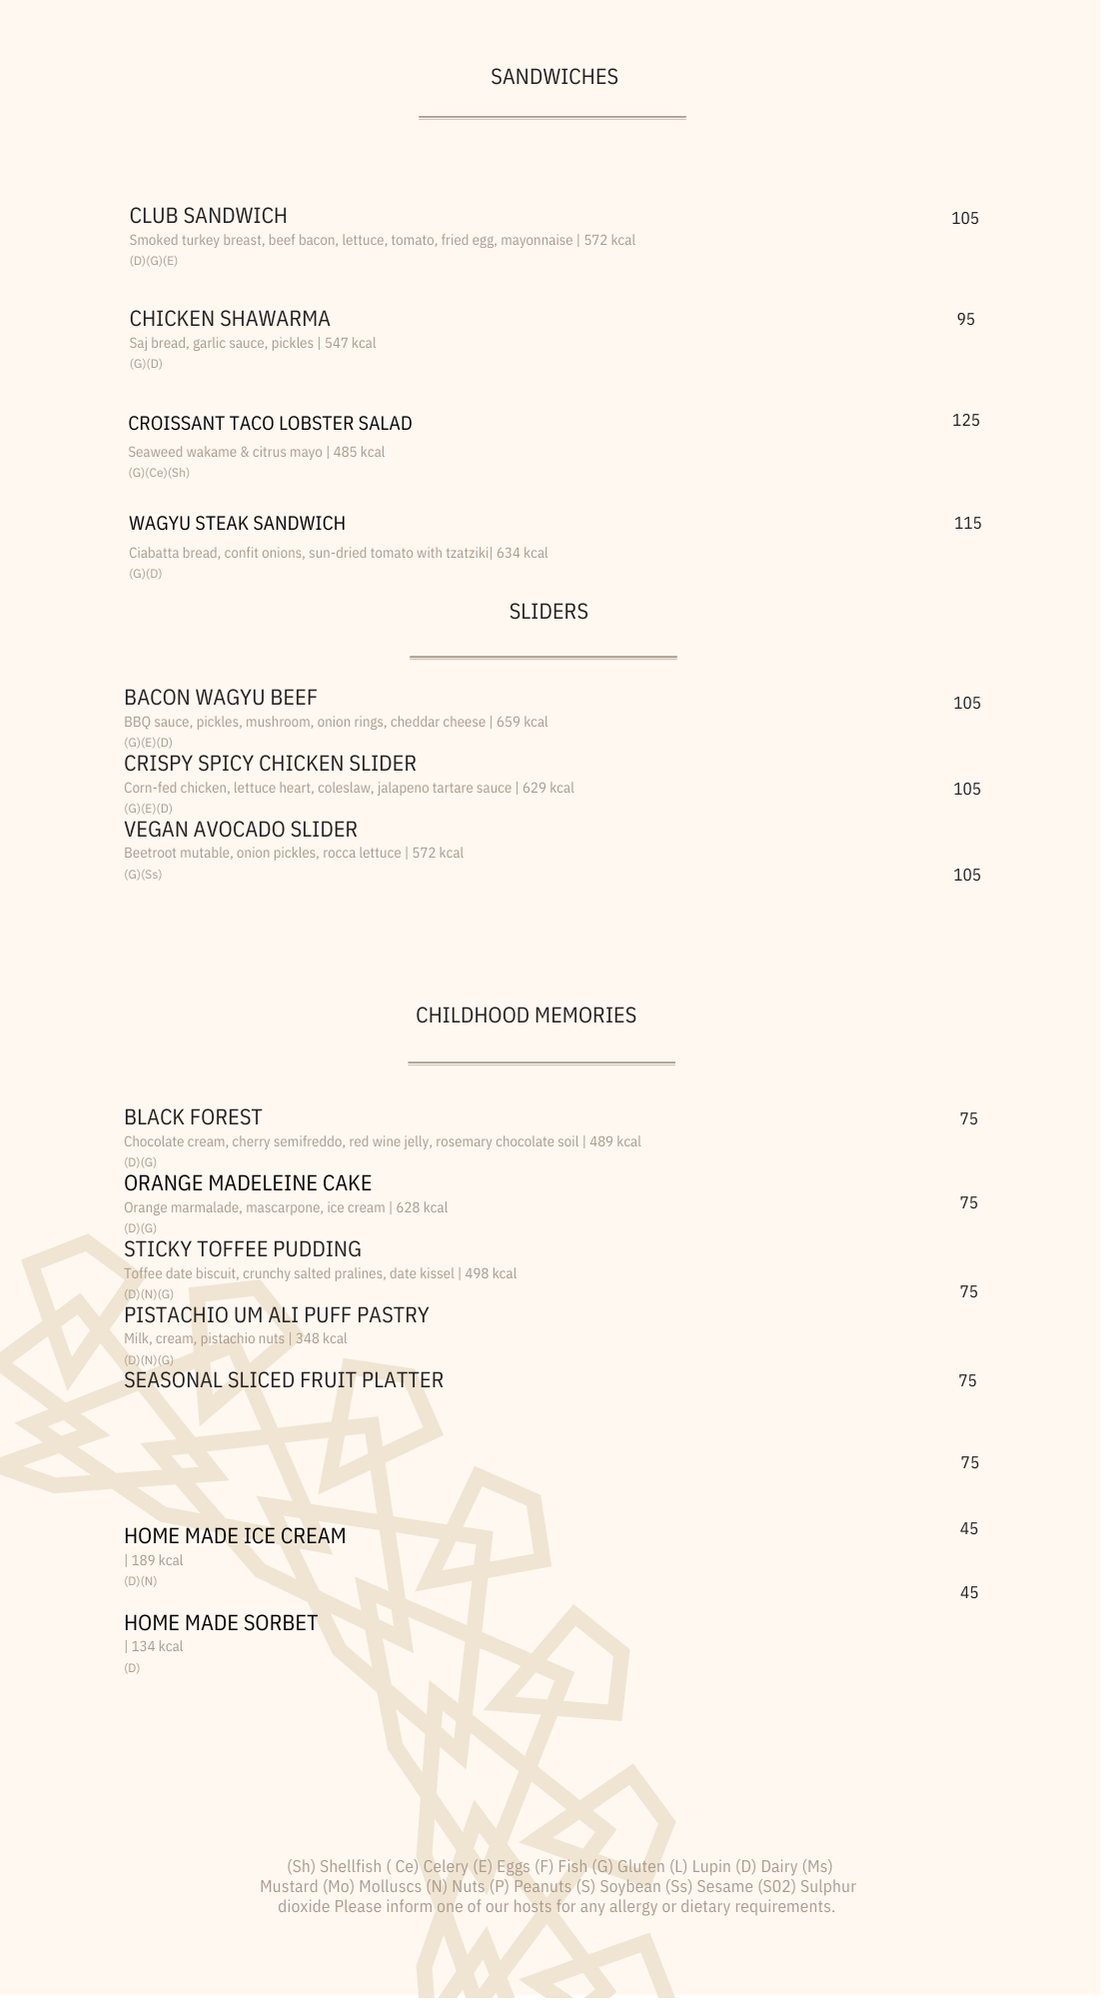 SANDWICHES
CLUB SANDWICH 105
Smoked turkey breast, beef bacon, lettuce, tomato, fried egg, mayonnaise | 572 kcal
(D)(G)(E)
CHICKEN SHAWARMA 95
Saj bread, garlic sauce, pickles | 547 kcal
(G)(D)
CROISSANT TACO LOBSTER SALAD 125
Seaweed wakame & citrus mayo | 485 kcal
(G)(Ce)(Sh)
WAGYU STEAK SANDWICH 115
Ciabatta bread, confit onions, sun-dried tomato with tzatziki| 634 kcal
(G)(D)
SLIDERS
BACON WAGYU BEEF 105
BBQ sauce, pickles, mushroom, onion rings, cheddar cheese | 659 kcal
(G)(E)(D)
CRISPY SPICY CHICKEN SLIDER
Corn-fed chicken, lettuce heart, coleslaw, jalapeno tartare sauce | 629 kcal 105
(G)(E)(D)
VEGAN AVOCADO SLIDER
Beetroot mutable, onion pickles, rocca lettuce | 572 kcal
(G)(Ss) 105
CHILDHOOD MEMORIES
BLACK FOREST 75
Chocolate cream, cherry semifreddo, red wine jelly, rosemary chocolate soil | 489 kcal
(D)(G)
ORANGE MADELEINE CAKE
Orange marmalade, mascarpone, ice cream | 628 kcal 75
(D)(G)
STICKY TOFFEE PUDDING
Toffee date biscuit, crunchy salted pralines, date kissel | 498 kcal
(D)(N)(G) 75
PISTACHIO UM ALI PUFF PASTRY
Milk, cream, pistachio nuts | 348 kcal
(D)(N)(G)
SEASONAL SLICED FRUIT PLATTER 75
75
HOME MADE ICE CREAM 45
| 189 kcal
(D)(N)
45
HOME MADE SORBET
| 134 kcal
(D)
(Sh) Shellfish ( Ce) Celery (E) Eggs (F) Fish (G) Gluten (L) Lupin (D) Dairy (Ms)
Mustard (Mo) Molluscs (N) Nuts (P) Peanuts (S) Soybean (Ss) Sesame (S02) Sulphur
dioxide Please inform one of our hosts for any allergy or dietary requirements.